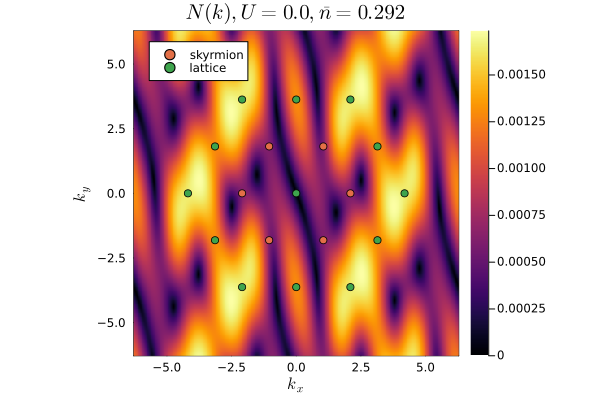 N(k), U = 0.0, n̄ = 0.292
skyrmion
lattice
5.0
2.5
0.0
−2.5
−5.0
k_y
−5.0 −2.5 0.0 2.5 5.0
k_x
0.00150
0.00125
0.00100
0.00075
0.00050
0.00025
0